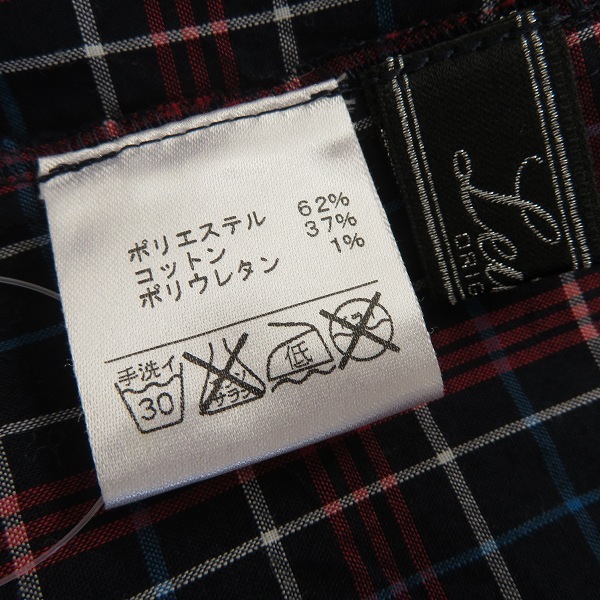 ポリエステル 62%
コットン 37%
ポリウレタン 1%
手洗イ
30
低